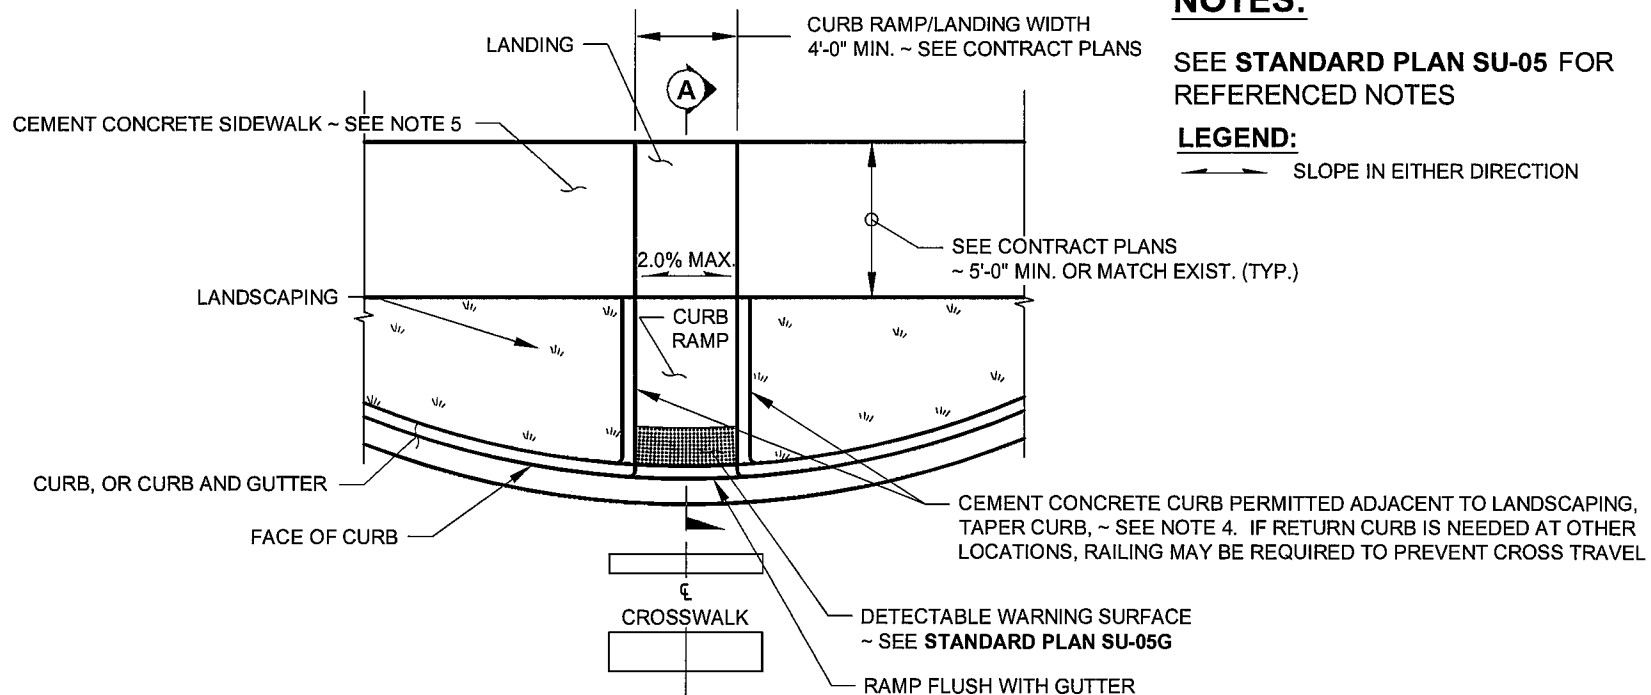 NOTES:
CURB RAMP/LANDING WIDTH
4'-0" MIN. ~ SEE CONTRACT PLANS
LANDING
SEE STANDARD PLAN SU-05 FOR
REFERENCED NOTES
A
CEMENT CONCRETE SIDEWALK ~ SEE NOTE 5
LEGEND:
SLOPE IN EITHER DIRECTION
SEE CONTRACT PLANS
~ 5'-0" MIN. OR MATCH EXIST. (TYP.)
2.0% MAX.
LANDSCAPING
CURB
RAMP
CURB, OR CURB AND GUTTER
FACE OF CURB
CEMENT CONCRETE CURB PERMITTED ADJACENT TO LANDSCAPING,
TAPER CURB, ~ SEE NOTE 4. IF RETURN CURB IS NEEDED AT OTHER
LOCATIONS, RAILING MAY BE REQUIRED TO PREVENT CROSS TRAVEL
℄
CROSSWALK
DETECTABLE WARNING SURFACE
~ SEE STANDARD PLAN SU-05G
RAMP FLUSH WITH GUTTER